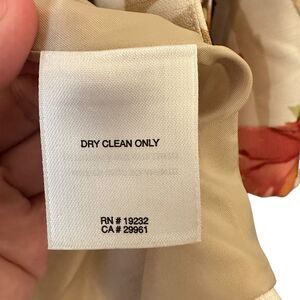 DRY CLEAN ONLY
RN # 19232
CA # 29961